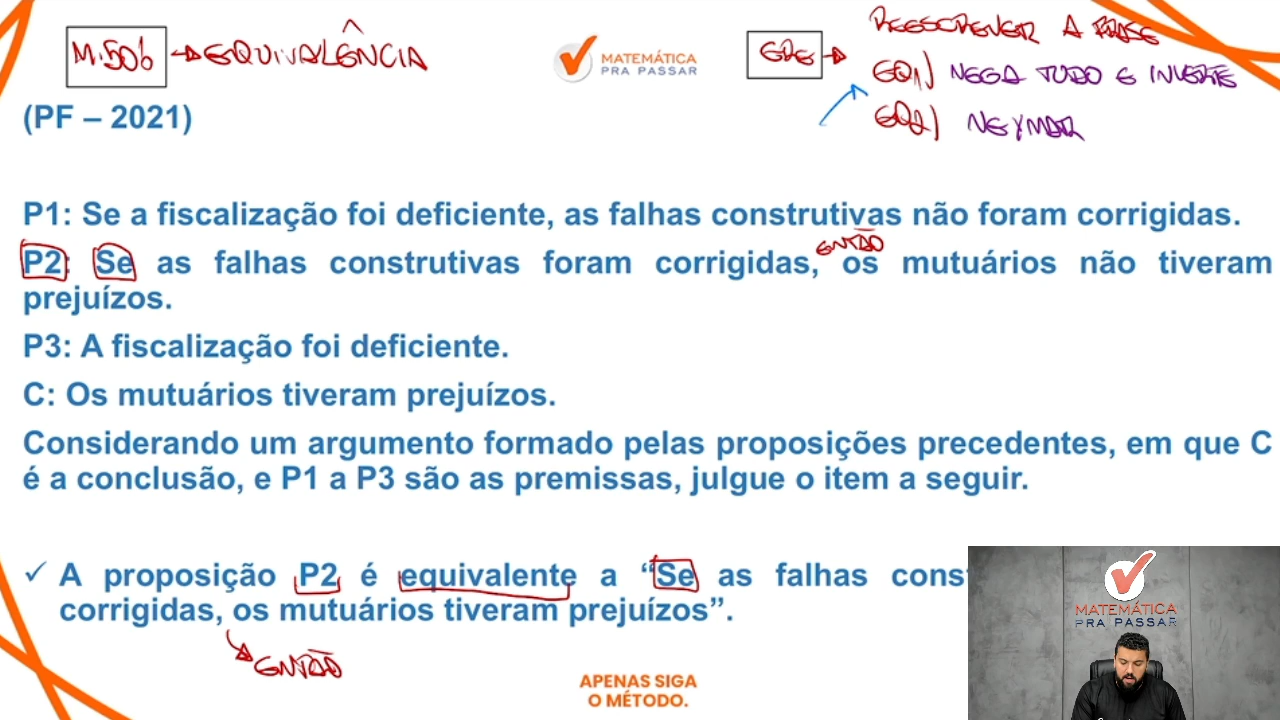 M.50% → EQUIVALÊNCIA
MATEMÁTICA
PRA PASSAR
REESCREVER A FRASE
EQ1) NEGA TUDO E INVERTE
EQ2) NEYMAR
(PF – 2021)
P1: Se a fiscalização foi deficiente, as falhas construtivas não foram corrigidas.
ENTÃO
P2: Se as falhas construtivas foram corrigidas, os mutuários não tiveram
prejuízos.
P3: A fiscalização foi deficiente.
C: Os mutuários tiveram prejuízos.
Considerando um argumento formado pelas proposições precedentes, em que C
é a conclusão, e P1 a P3 são as premissas, julgue o item a seguir.
✓ A proposição P2 é equivalente a “Se as falhas
corrigidas, os mutuários tiveram prejuízos”.
ENTÃO
MATEMÁTICA
PRA PASSAR
APENAS SIGA
O MÉTODO.